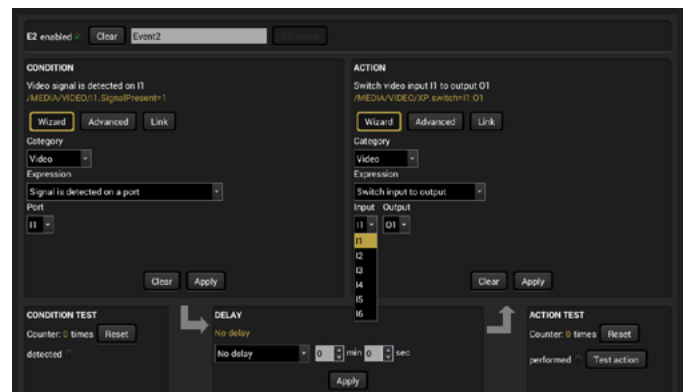 E2 enabled Clear Event2 Set name
CONDITION
Video signal is detected on I1
/MEDIA/VIDEO/I1.SignalPresent=1
Wizard Advanced Link
Category
Video
Expression
Signal is detected on a port
Port
I1
Clear Apply
ACTION
Switch video input I1 to output O1
/MEDIA/VIDEO/XP.switch=I1:O1
Wizard Advanced Link
Category
Video
Expression
Switch input to output
Input Output
I1 O1
I1
I2
I3
I4
I5
I6
Clear Apply
CONDITION TEST
Counter: 0 times Reset
detected
DELAY
No delay
No delay 0 min 0 sec
Apply
ACTION TEST
Counter: 0 times Reset
performed Test action